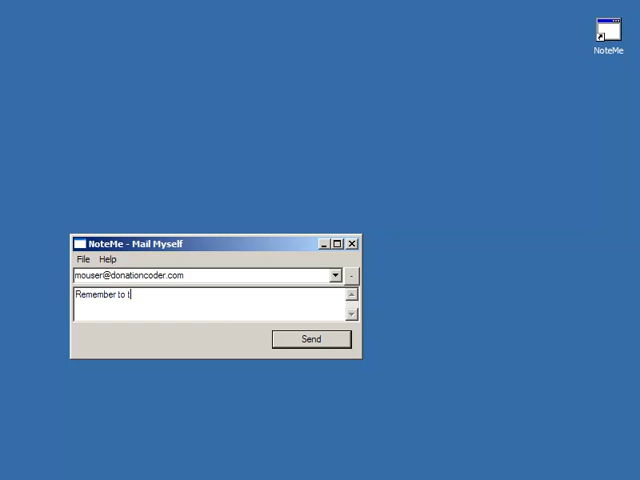 NoteMe
NoteMe - Mail Myself
File Help
mouser@donationcoder.com
-
Remember to t
Send